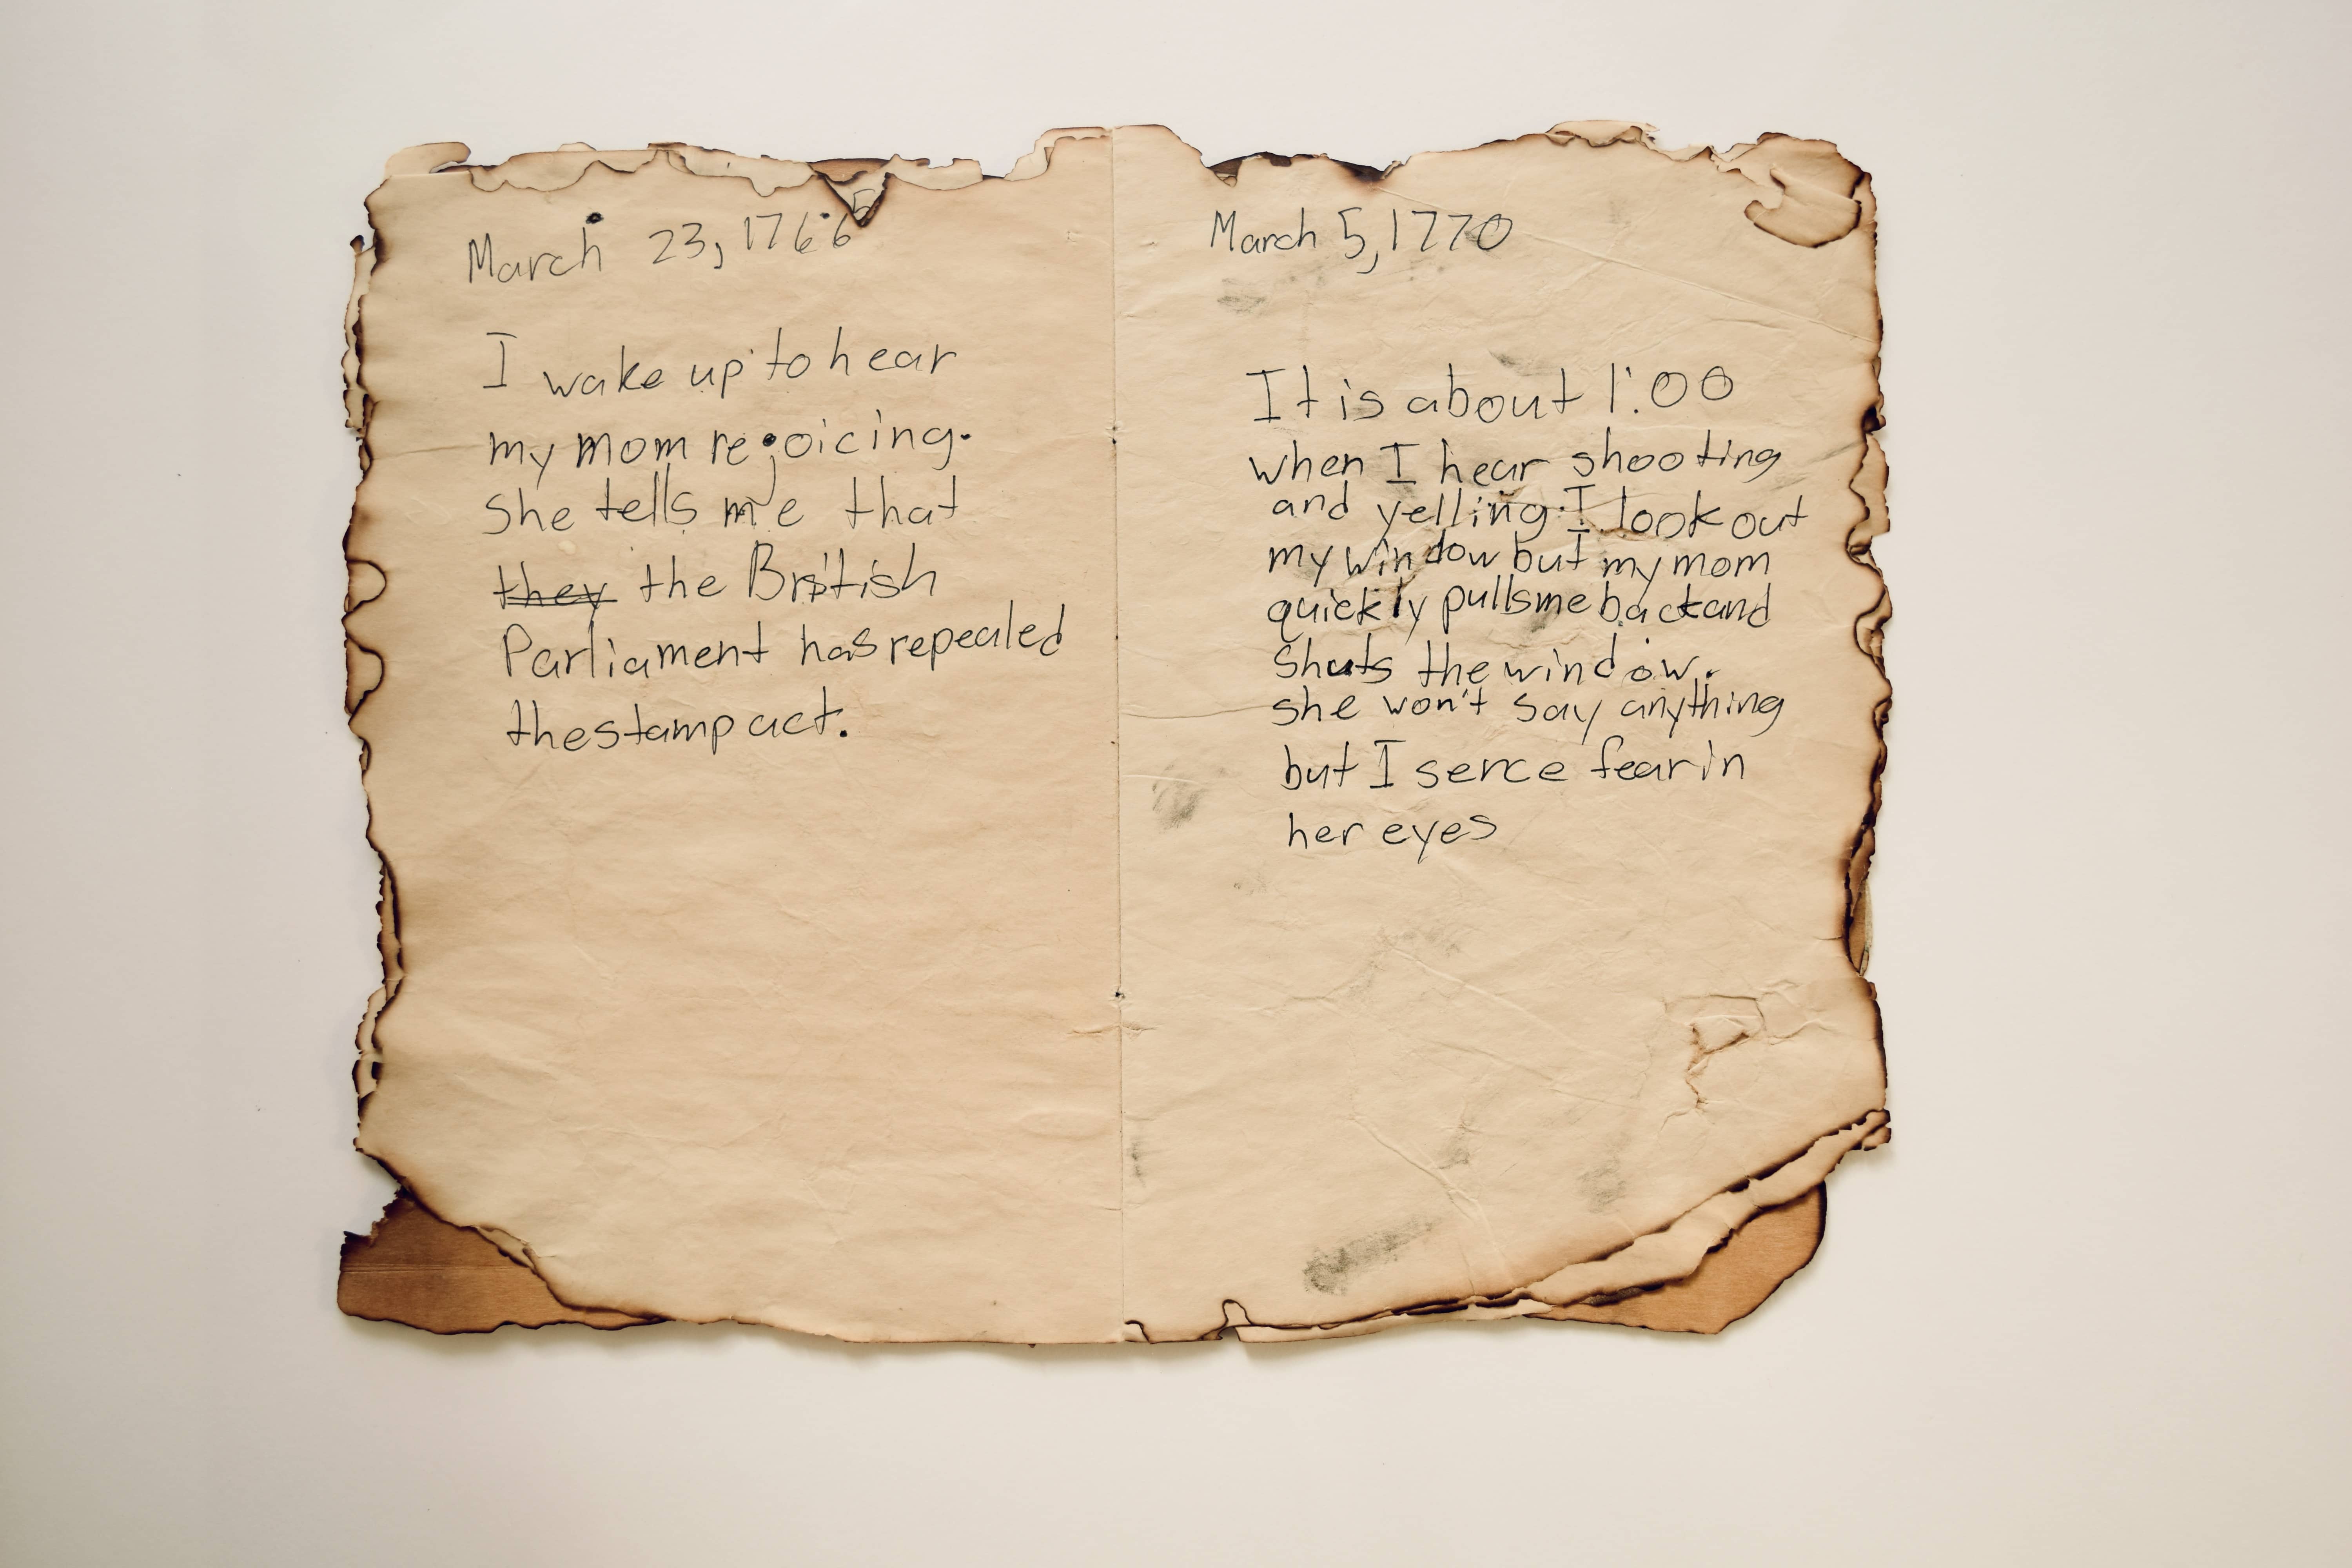 March 23, 1766
I wake up to hear
my mom rejoicing.
she tells me that
they the British
Parliament has repealed
the stamp act.
March 5, 1770
It is about 1:00
when I hear shooting
and yelling. I look out
my window but my mom
quickly pulls me back and
shuts the window.
she won't say anything
but I serce fear in
her eyes